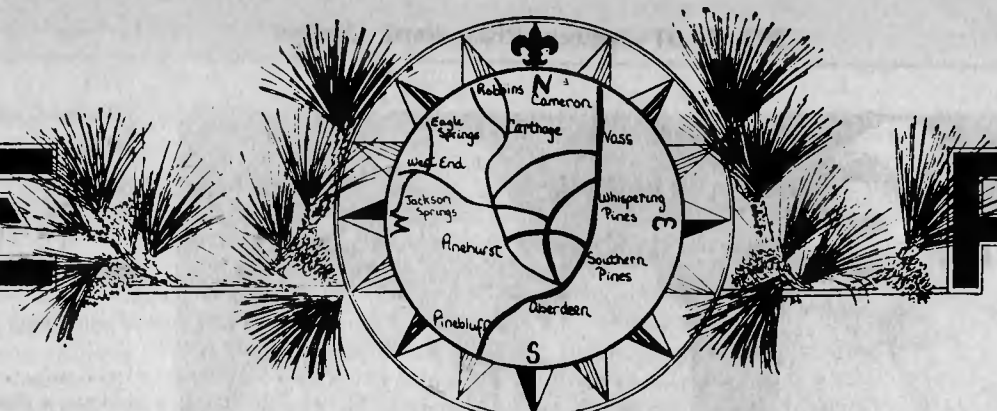 N
Robbins
Cameron
Eagle
Springs
Carthage
Vass
West End
Jackson
Springs
Whispering
Pines
W
E
Pinehurst
Southern
Pines
Aberdeen
Pinebluff
S